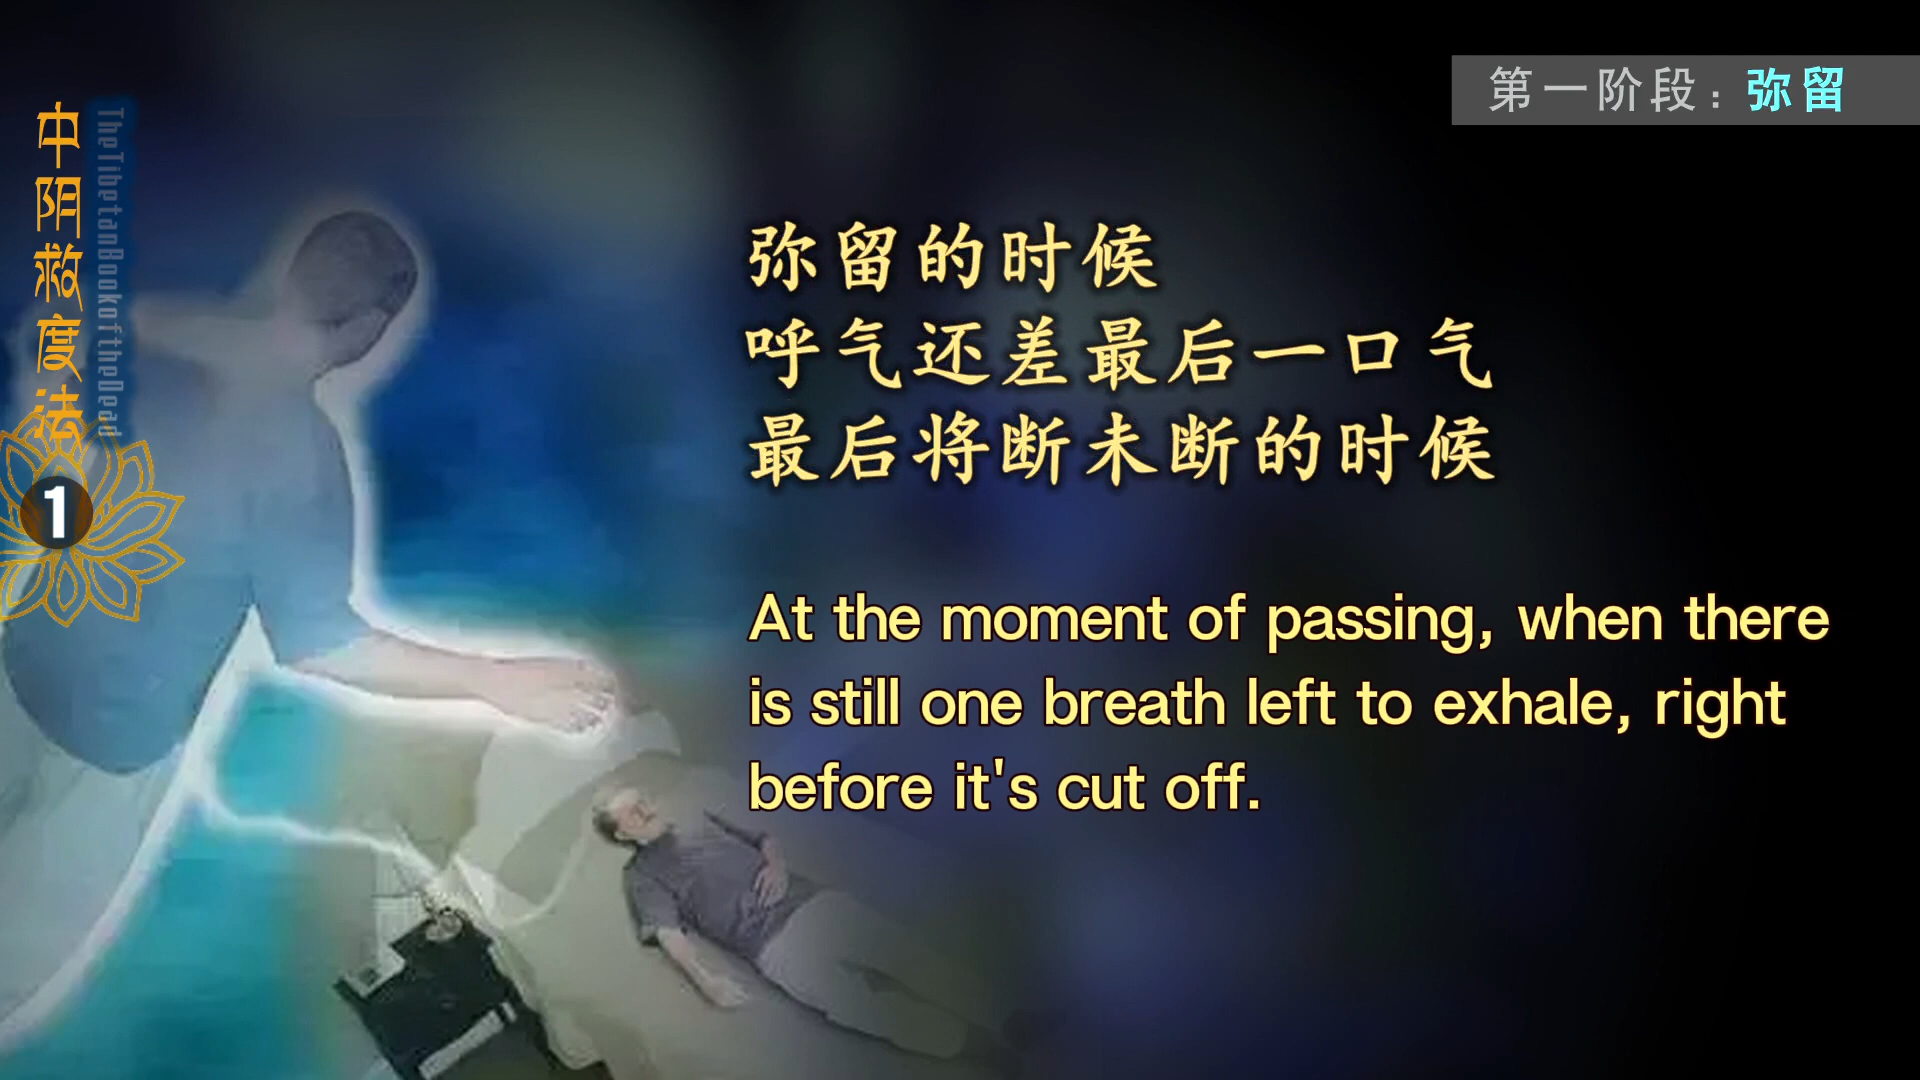 第一阶段：弥留
中阴救度法
TheTibetanBookoftheDead
1
弥留的时候
呼气还差最后一口气
最后将断未断的时候
At the moment of passing, when there
is still one breath left to exhale, right
before it's cut off.